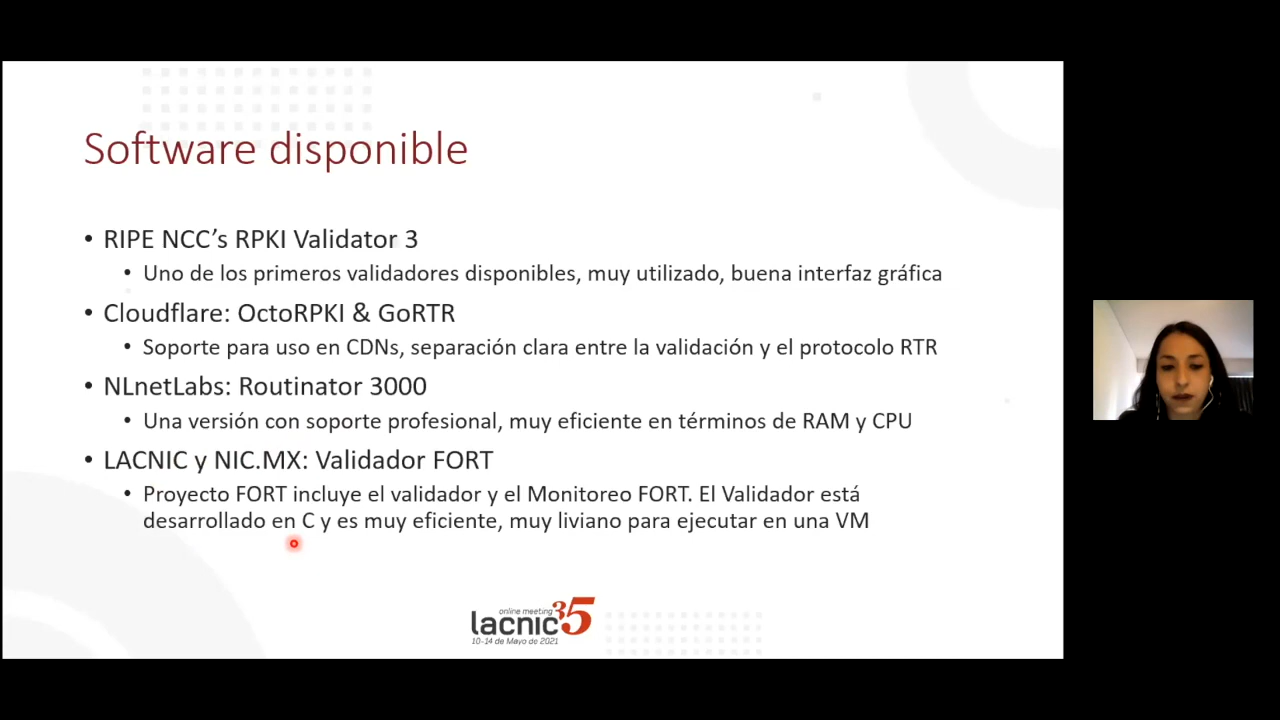 Software disponible
• RIPE NCC’s RPKI Validator 3
• Uno de los primeros validadores disponibles, muy utilizado, buena interfaz gráfica
• Cloudflare: OctoRPKI & GoRTR
• Soporte para uso en CDNs, separación clara entre la validación y el protocolo RTR
• NLnetLabs: Routinator 3000
• Una versión con soporte profesional, muy eficiente en términos de RAM y CPU
• LACNIC y NIC.MX: Validador FORT
• Proyecto FORT incluye el validador y el Monitoreo FORT. El Validador está
desarrollado en C y es muy eficiente, muy liviano para ejecutar en una VM
online meeting
lacnic 35
10-14 de Mayo de 2021